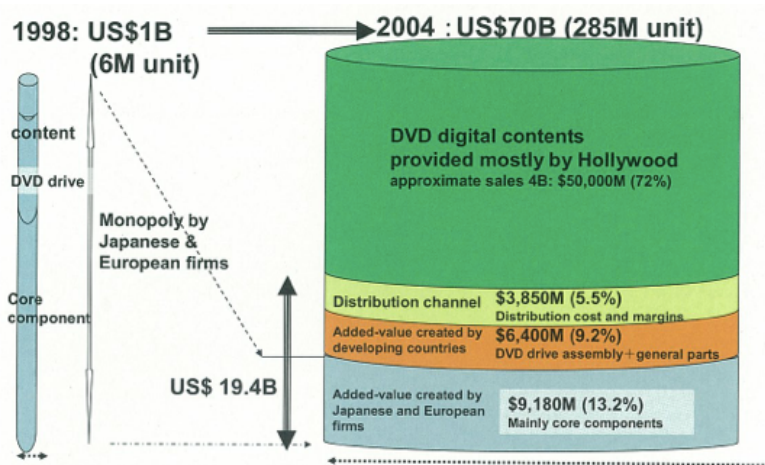 1998: US$1B
(6M unit)
2004 : US$70B (285M unit)
content
DVD drive
Core
component
Monopoly by
Japanese &
European firms
US$ 19.4B
DVD digital contents
provided mostly by Hollywood
approximate sales 4B: $50,000M (72%)
Distribution channel
$3,850M (5.5%)
Distribution cost and margins
Added-value created by
developing countries
$6,400M (9.2%)
DVD drive assembly+general parts
Added-value created by
Japanese and European
firms
$9,180M (13.2%)
Mainly core components